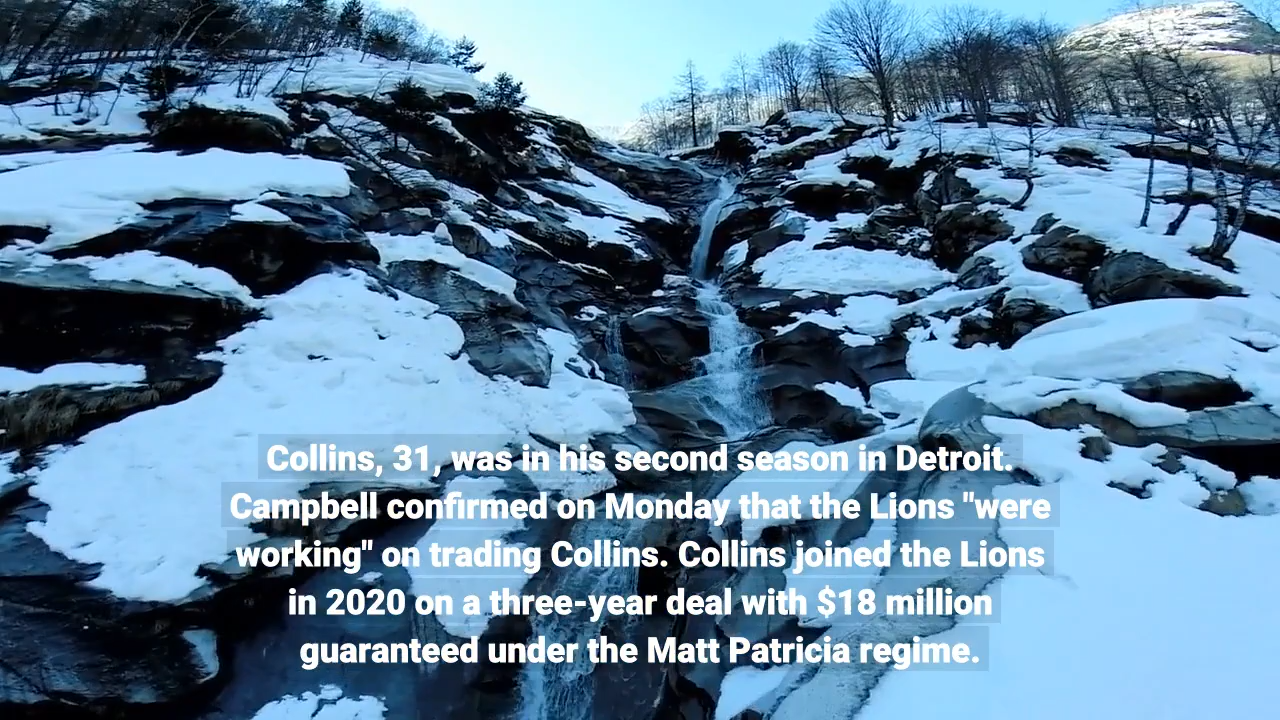 Collins, 31, was in his second season in Detroit.
Campbell confirmed on Monday that the Lions "were
working" on trading Collins. Collins joined the Lions
in 2020 on a three-year deal with $18 million
guaranteed under the Matt Patricia regime.